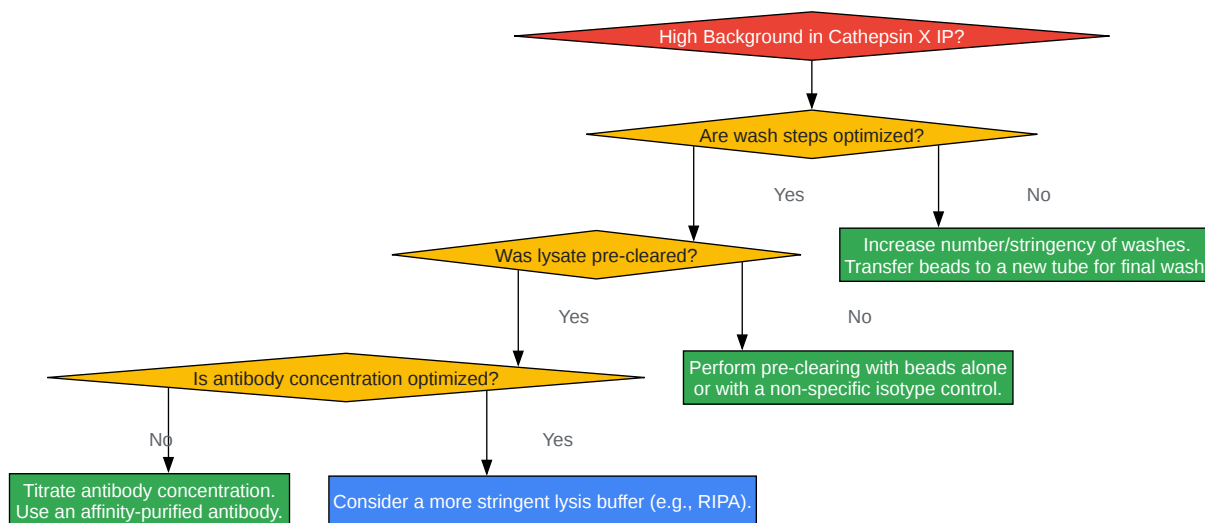 High Background in Cathepsin X IP?
Are wash steps optimized?
Yes
No
Was lysate pre-cleared?
Increase number/stringency of washes.
Transfer beads to a new tube for final wash
Yes
No
Is antibody concentration optimized?
Perform pre-clearing with beads alone
or with a non-specific isotype control.
No
Yes
Titrate antibody concentration.
Use an affinity-purified antibody.
Consider a more stringent lysis buffer (e.g., RIPA).